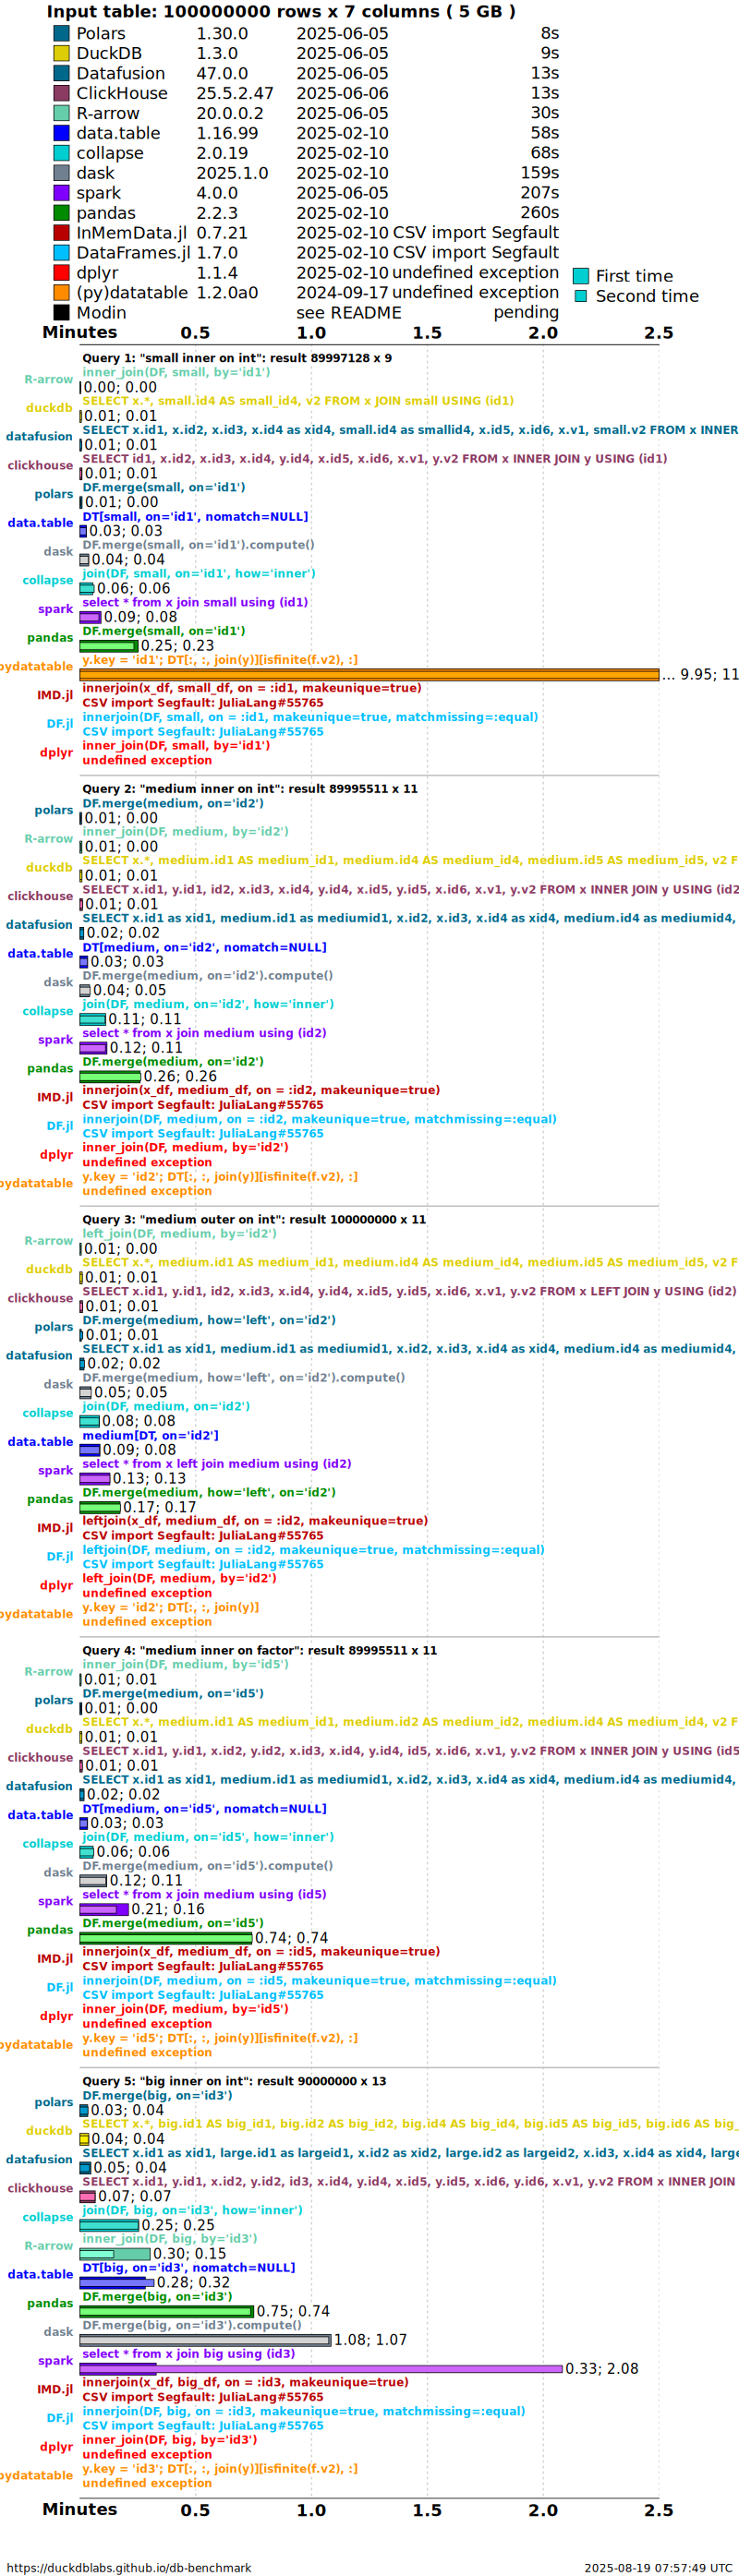 Input table: 100000000 rows x 7 columns ( 5 GB )
Polars 1.30.0 2025-06-05 8s
DuckDB 1.3.0 2025-06-05 9s
Datafusion 47.0.0 2025-06-05 13s
ClickHouse 25.5.2.47 2025-06-06 13s
R-arrow 20.0.0.2 2025-06-05 30s
data.table 1.16.99 2025-02-10 58s
collapse 2.0.19 2025-02-10 68s
dask 2025.1.0 2025-02-10 159s
spark 4.0.0 2025-06-05 207s
pandas 2.2.3 2025-02-10 260s
InMemData.jl 0.7.21 2025-02-10 CSV import Segfault
DataFrames.jl 1.7.0 2025-02-10 CSV import Segfault
dplyr 1.1.4 2025-02-10 undefined exception
(py)datatable 1.2.0a0 2024-09-17 undefined exception
Modin see README pending
First time
Second time
Minutes 0.5 1.0 1.5 2.0 2.5
Query 1: "small inner on int": result 89997128 x 9
inner_join(DF, small, by='id1')
R-arrow 0.00; 0.00
SELECT x.*, small.id4 AS small_id4, v2 FROM x JOIN small USING (id1)
duckdb 0.01; 0.01
SELECT x.id1, x.id2, x.id3, x.id4 as xid4, small.id4 as smallid4, x.id5, x.id6, x.v1, small.v2 FROM x INNER
datafusion 0.01; 0.01
SELECT id1, x.id2, x.id3, x.id4, y.id4, x.id5, x.id6, x.v1, y.v2 FROM x INNER JOIN y USING (id1)
clickhouse 0.01; 0.01
DF.merge(small, on='id1')
polars 0.01; 0.00
DT[small, on='id1', nomatch=NULL]
data.table 0.03; 0.03
DF.merge(small, on='id1').compute()
dask 0.04; 0.04
join(DF, small, on='id1', how='inner')
collapse 0.06; 0.06
select * from x join small using (id1)
spark 0.09; 0.08
DF.merge(small, on='id1')
pandas 0.25; 0.23
y.key = 'id1'; DT[:, :, join(y)][isfinite(f.v2), :]
pydatatable ... 9.95; 11
innerjoin(x_df, small_df, on = :id1, makeunique=true)
IMD.jl CSV import Segfault: JuliaLang#55765
innerjoin(DF, small, on = :id1, makeunique=true, matchmissing=:equal)
DF.jl CSV import Segfault: JuliaLang#55765
inner_join(DF, small, by='id1')
dplyr undefined exception
Query 2: "medium inner on int": result 89995511 x 11
DF.merge(medium, on='id2')
polars 0.01; 0.00
inner_join(DF, medium, by='id2')
R-arrow 0.01; 0.00
SELECT x.*, medium.id1 AS medium_id1, medium.id4 AS medium_id4, medium.id5 AS medium_id5, v2 F
duckdb 0.01; 0.01
SELECT x.id1, y.id1, id2, x.id3, x.id4, y.id4, x.id5, y.id5, x.id6, x.v1, y.v2 FROM x INNER JOIN y USING (id2
clickhouse 0.01; 0.01
SELECT x.id1 as xid1, medium.id1 as mediumid1, x.id2, x.id3, x.id4 as xid4, medium.id4 as mediumid4,
datafusion 0.02; 0.02
DT[medium, on='id2', nomatch=NULL]
data.table 0.03; 0.03
DF.merge(medium, on='id2').compute()
dask 0.04; 0.05
join(DF, medium, on='id2', how='inner')
collapse 0.11; 0.11
select * from x join medium using (id2)
spark 0.12; 0.11
DF.merge(medium, on='id2')
pandas 0.26; 0.26
innerjoin(x_df, medium_df, on = :id2, makeunique=true)
IMD.jl CSV import Segfault: JuliaLang#55765
innerjoin(DF, medium, on = :id2, makeunique=true, matchmissing=:equal)
DF.jl CSV import Segfault: JuliaLang#55765
inner_join(DF, medium, by='id2')
dplyr undefined exception
y.key = 'id2'; DT[:, :, join(y)][isfinite(f.v2), :]
pydatatable undefined exception
Query 3: "medium outer on int": result 100000000 x 11
left_join(DF, medium, by='id2')
R-arrow 0.01; 0.00
SELECT x.*, medium.id1 AS medium_id1, medium.id4 AS medium_id4, medium.id5 AS medium_id5, v2 F
duckdb 0.01; 0.01
SELECT x.id1, y.id1, id2, x.id3, x.id4, y.id4, x.id5, y.id5, x.id6, x.v1, y.v2 FROM x LEFT JOIN y USING (id2)
clickhouse 0.01; 0.01
DF.merge(medium, how='left', on='id2')
polars 0.01; 0.01
SELECT x.id1 as xid1, medium.id1 as mediumid1, x.id2, x.id3, x.id4 as xid4, medium.id4 as mediumid4,
datafusion 0.02; 0.02
DF.merge(medium, how='left', on='id2').compute()
dask 0.05; 0.05
join(DF, medium, on='id2')
collapse 0.08; 0.08
medium[DT, on='id2']
data.table 0.09; 0.08
select * from x left join medium using (id2)
spark 0.13; 0.13
DF.merge(medium, how='left', on='id2')
pandas 0.17; 0.17
leftjoin(x_df, medium_df, on = :id2, makeunique=true)
IMD.jl CSV import Segfault: JuliaLang#55765
leftjoin(DF, medium, on = :id2, makeunique=true, matchmissing=:equal)
DF.jl CSV import Segfault: JuliaLang#55765
left_join(DF, medium, by='id2')
dplyr undefined exception
y.key = 'id2'; DT[:, :, join(y)]
pydatatable undefined exception
Query 4: "medium inner on factor": result 89995511 x 11
inner_join(DF, medium, by='id5')
R-arrow 0.01; 0.01
DF.merge(medium, on='id5')
polars 0.01; 0.00
SELECT x.*, medium.id1 AS medium_id1, medium.id2 AS medium_id2, medium.id4 AS medium_id4, v2 F
duckdb 0.01; 0.01
SELECT x.id1, y.id1, x.id2, y.id2, x.id3, x.id4, y.id4, id5, x.id6, x.v1, y.v2 FROM x INNER JOIN y USING (id5
clickhouse 0.01; 0.01
SELECT x.id1 as xid1, medium.id1 as mediumid1, x.id2, x.id3, x.id4 as xid4, medium.id4 as mediumid4,
datafusion 0.02; 0.02
DT[medium, on='id5', nomatch=NULL]
data.table 0.03; 0.03
join(DF, medium, on='id5', how='inner')
collapse 0.06; 0.06
DF.merge(medium, on='id5').compute()
dask 0.12; 0.11
select * from x join medium using (id5)
spark 0.21; 0.16
DF.merge(medium, on='id5')
pandas 0.74; 0.74
innerjoin(x_df, medium_df, on = :id5, makeunique=true)
IMD.jl CSV import Segfault: JuliaLang#55765
innerjoin(DF, medium, on = :id5, makeunique=true, matchmissing=:equal)
DF.jl CSV import Segfault: JuliaLang#55765
inner_join(DF, medium, by='id5')
dplyr undefined exception
y.key = 'id5'; DT[:, :, join(y)][isfinite(f.v2), :]
pydatatable undefined exception
Query 5: "big inner on int": result 90000000 x 13
DF.merge(big, on='id3')
polars 0.03; 0.04
SELECT x.*, big.id1 AS big_id1, big.id2 AS big_id2, big.id4 AS big_id4, big.id5 AS big_id5, big.id6 AS big_
duckdb 0.04; 0.04
SELECT x.id1 as xid1, large.id1 as largeid1, x.id2 as xid2, large.id2 as largeid2, x.id3, x.id4 as xid4, large
datafusion 0.05; 0.04
SELECT x.id1, y.id1, x.id2, y.id2, id3, x.id4, y.id4, x.id5, y.id5, x.id6, y.id6, x.v1, y.v2 FROM x INNER JOIN
clickhouse 0.07; 0.07
join(DF, big, on='id3', how='inner')
collapse 0.25; 0.25
inner_join(DF, big, by='id3')
R-arrow 0.30; 0.15
DT[big, on='id3', nomatch=NULL]
data.table 0.28; 0.32
DF.merge(big, on='id3')
pandas 0.75; 0.74
DF.merge(big, on='id3').compute()
dask 1.08; 1.07
select * from x join big using (id3)
spark 0.33; 2.08
innerjoin(x_df, big_df, on = :id3, makeunique=true)
IMD.jl CSV import Segfault: JuliaLang#55765
innerjoin(DF, big, on = :id3, makeunique=true, matchmissing=:equal)
DF.jl CSV import Segfault: JuliaLang#55765
inner_join(DF, big, by='id3')
dplyr undefined exception
y.key = 'id3'; DT[:, :, join(y)][isfinite(f.v2), :]
pydatatable undefined exception
Minutes 0.5 1.0 1.5 2.0 2.5
https://duckdblabs.github.io/db-benchmark 2025-08-19 07:57:49 UTC